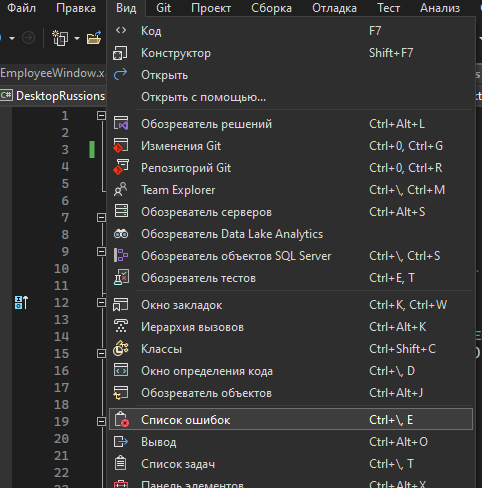 авка Вид Git Проект Сборка Отладка Тест Анализ
EmployeeWindow.x
C# DesktopRussions
Код F7
Конструктор Shift+F7
Открыть
Открыть с помощью...
Обозреватель решений Ctrl+Alt+L
Изменения Git Ctrl+0, Ctrl+G
Репозиторий Git Ctrl+0, Ctrl+R
Team Explorer Ctrl+\, Ctrl+M
Обозреватель серверов Ctrl+Alt+S
Обозреватель Data Lake Analytics
Обозреватель объектов SQL Server Ctrl+\, Ctrl+S
Обозреватель тестов Ctrl+E, T
Окно закладок Ctrl+K, Ctrl+W
Иерархия вызовов Ctrl+Alt+K
Классы Ctrl+Shift+C
Окно определения кода Ctrl+\, D
Обозреватель объектов Ctrl+Alt+J
Список ошибок Ctrl+\, E
Вывод Ctrl+Alt+O
Список задач Ctrl+\, T
Панель элементов Ctrl+Alt+X
1
2
3
4
5
6
7
8
9
10
11
12
13
14
15
16
17
18
19
20
21
22